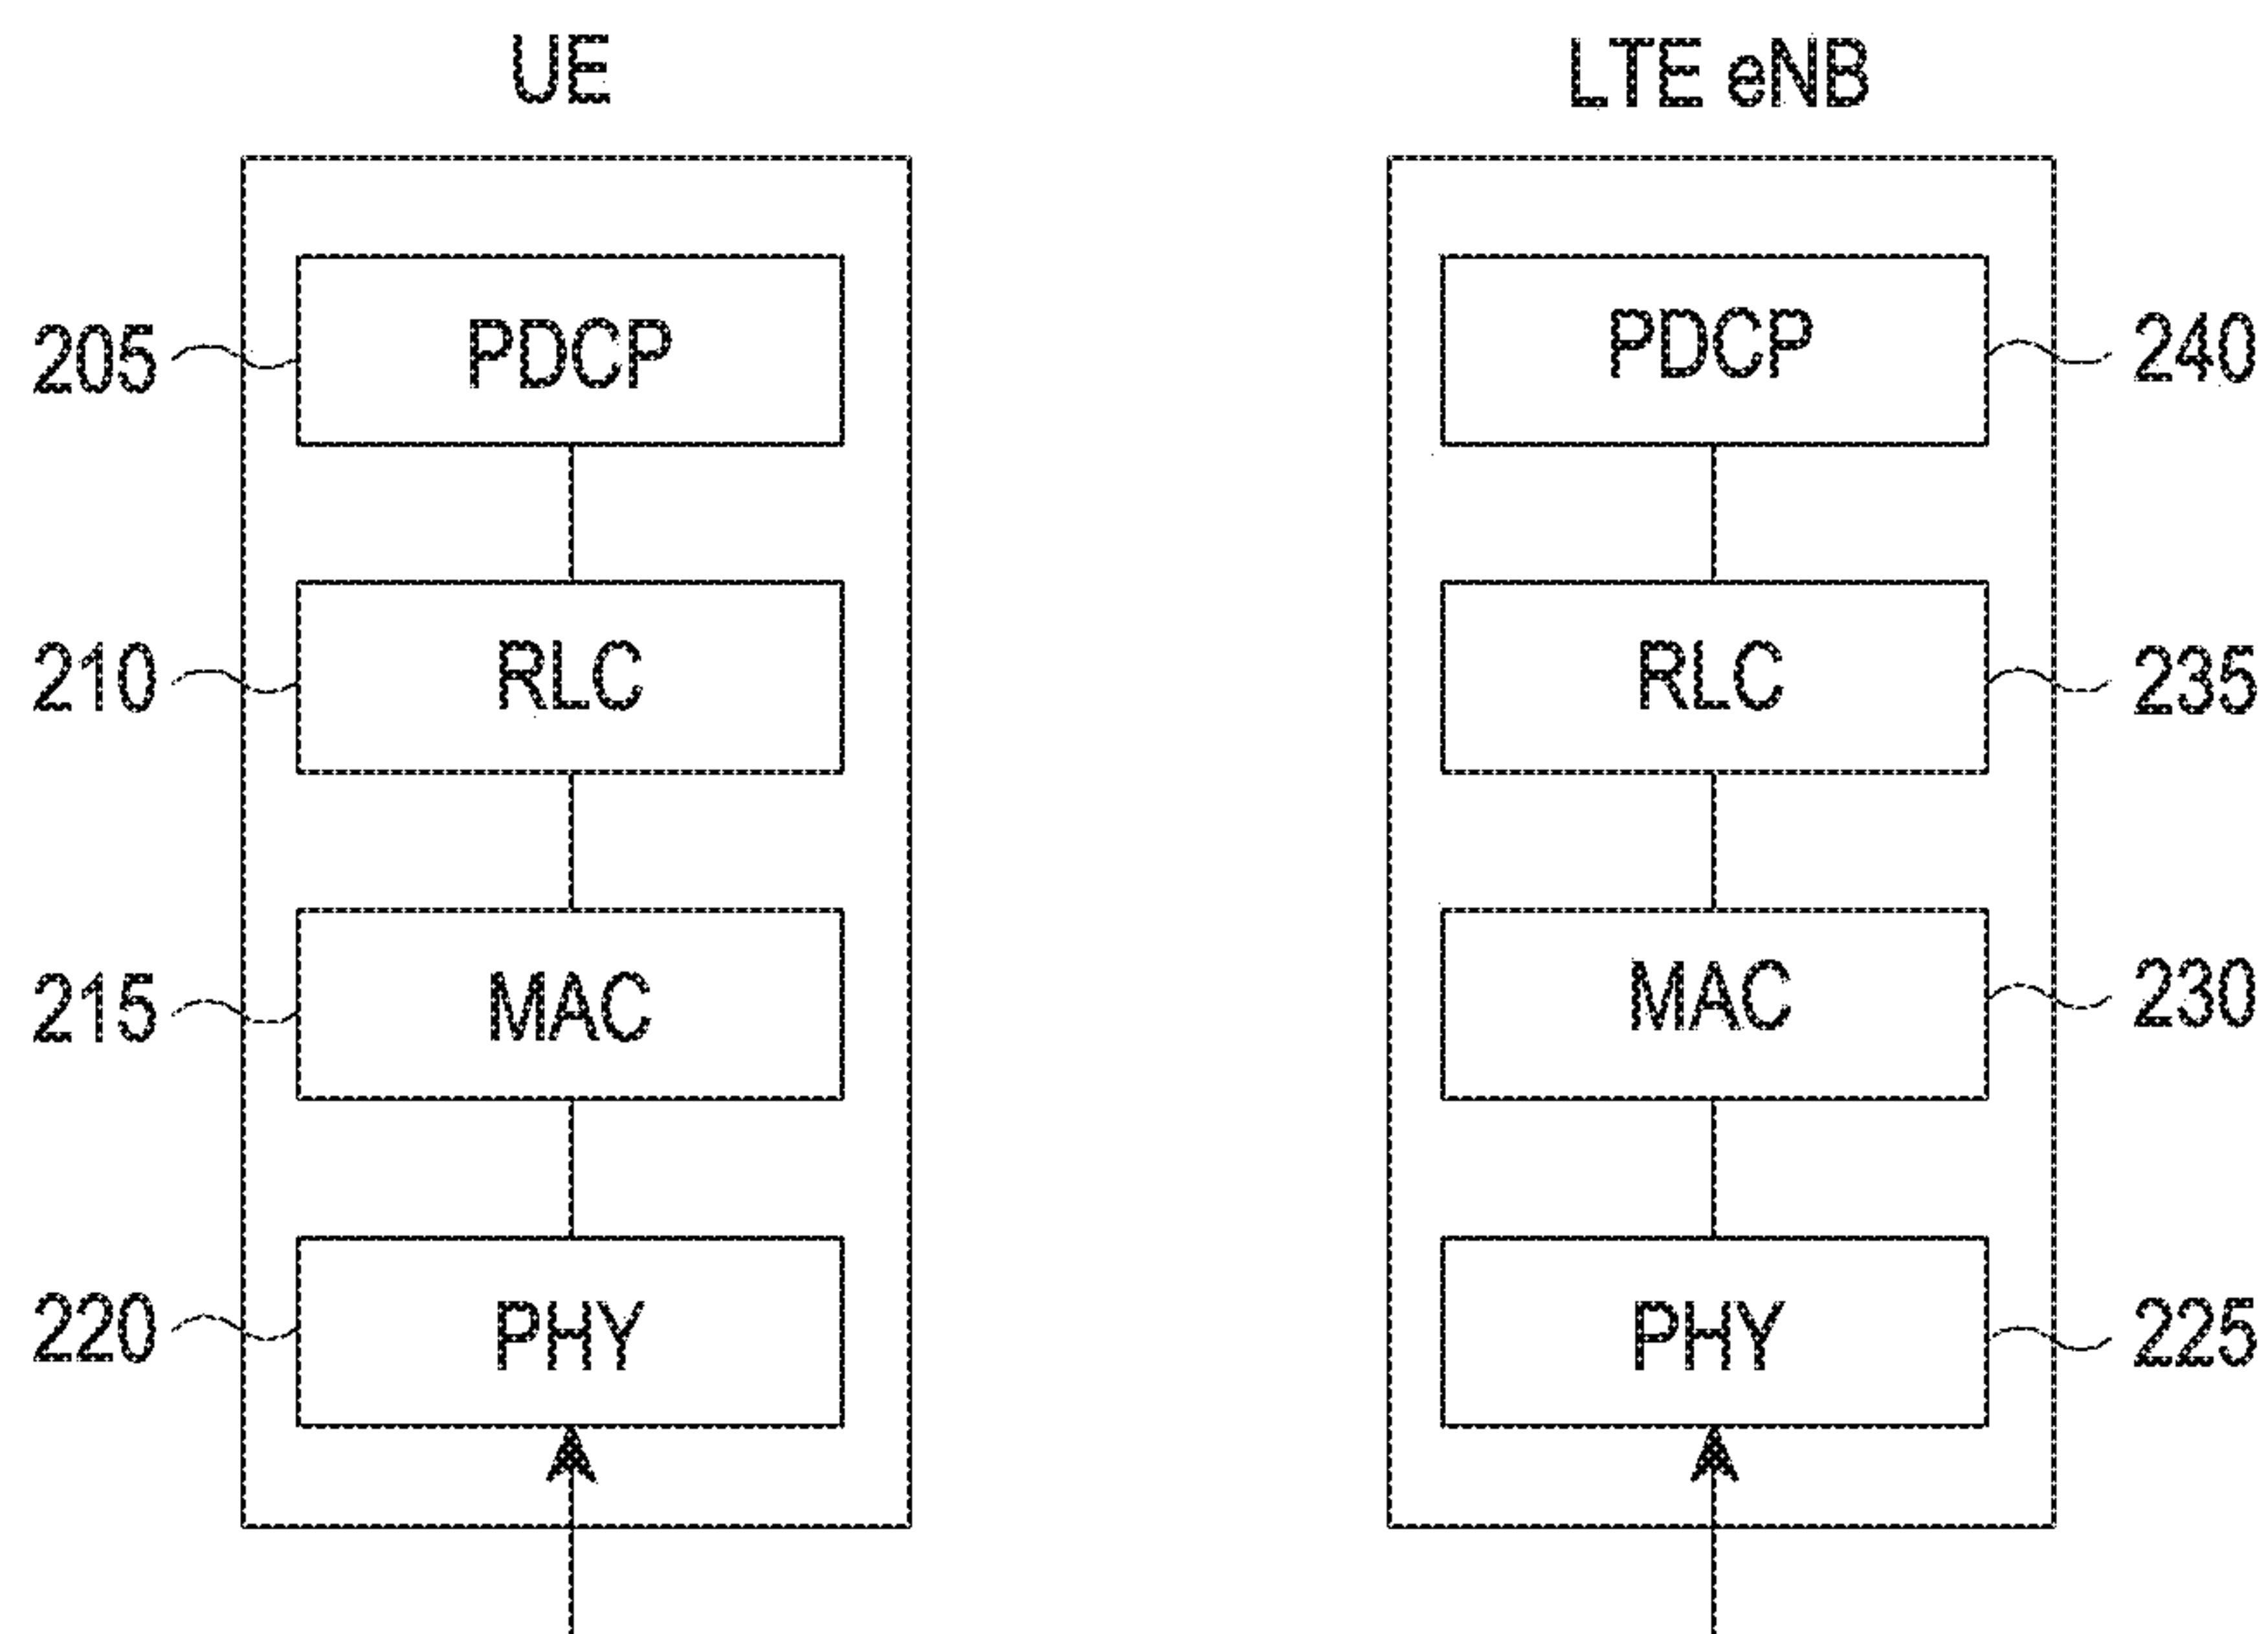 UE
LTE eNB
205
PDCP
PDCP
240
210
RLC
RLC
235
215
MAC
MAC
230
220
PHY
PHY
225